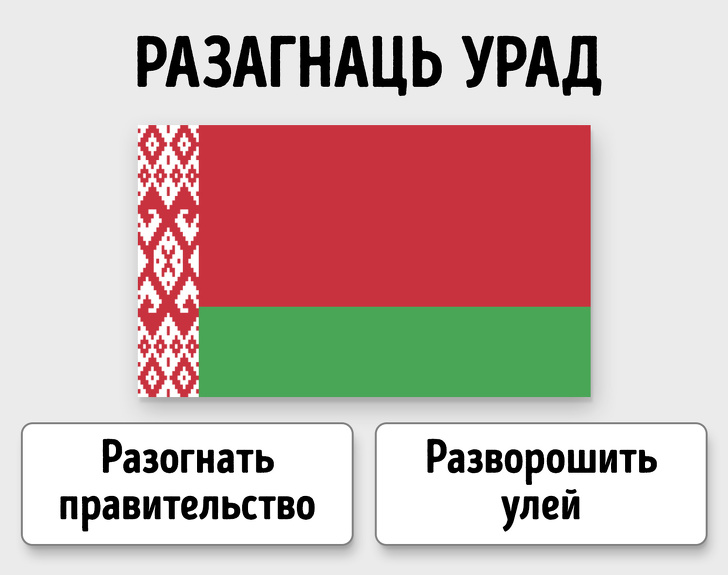 РАЗАГНАЦЬ УРАД
Разогнать
правительство
Разворошить
улей